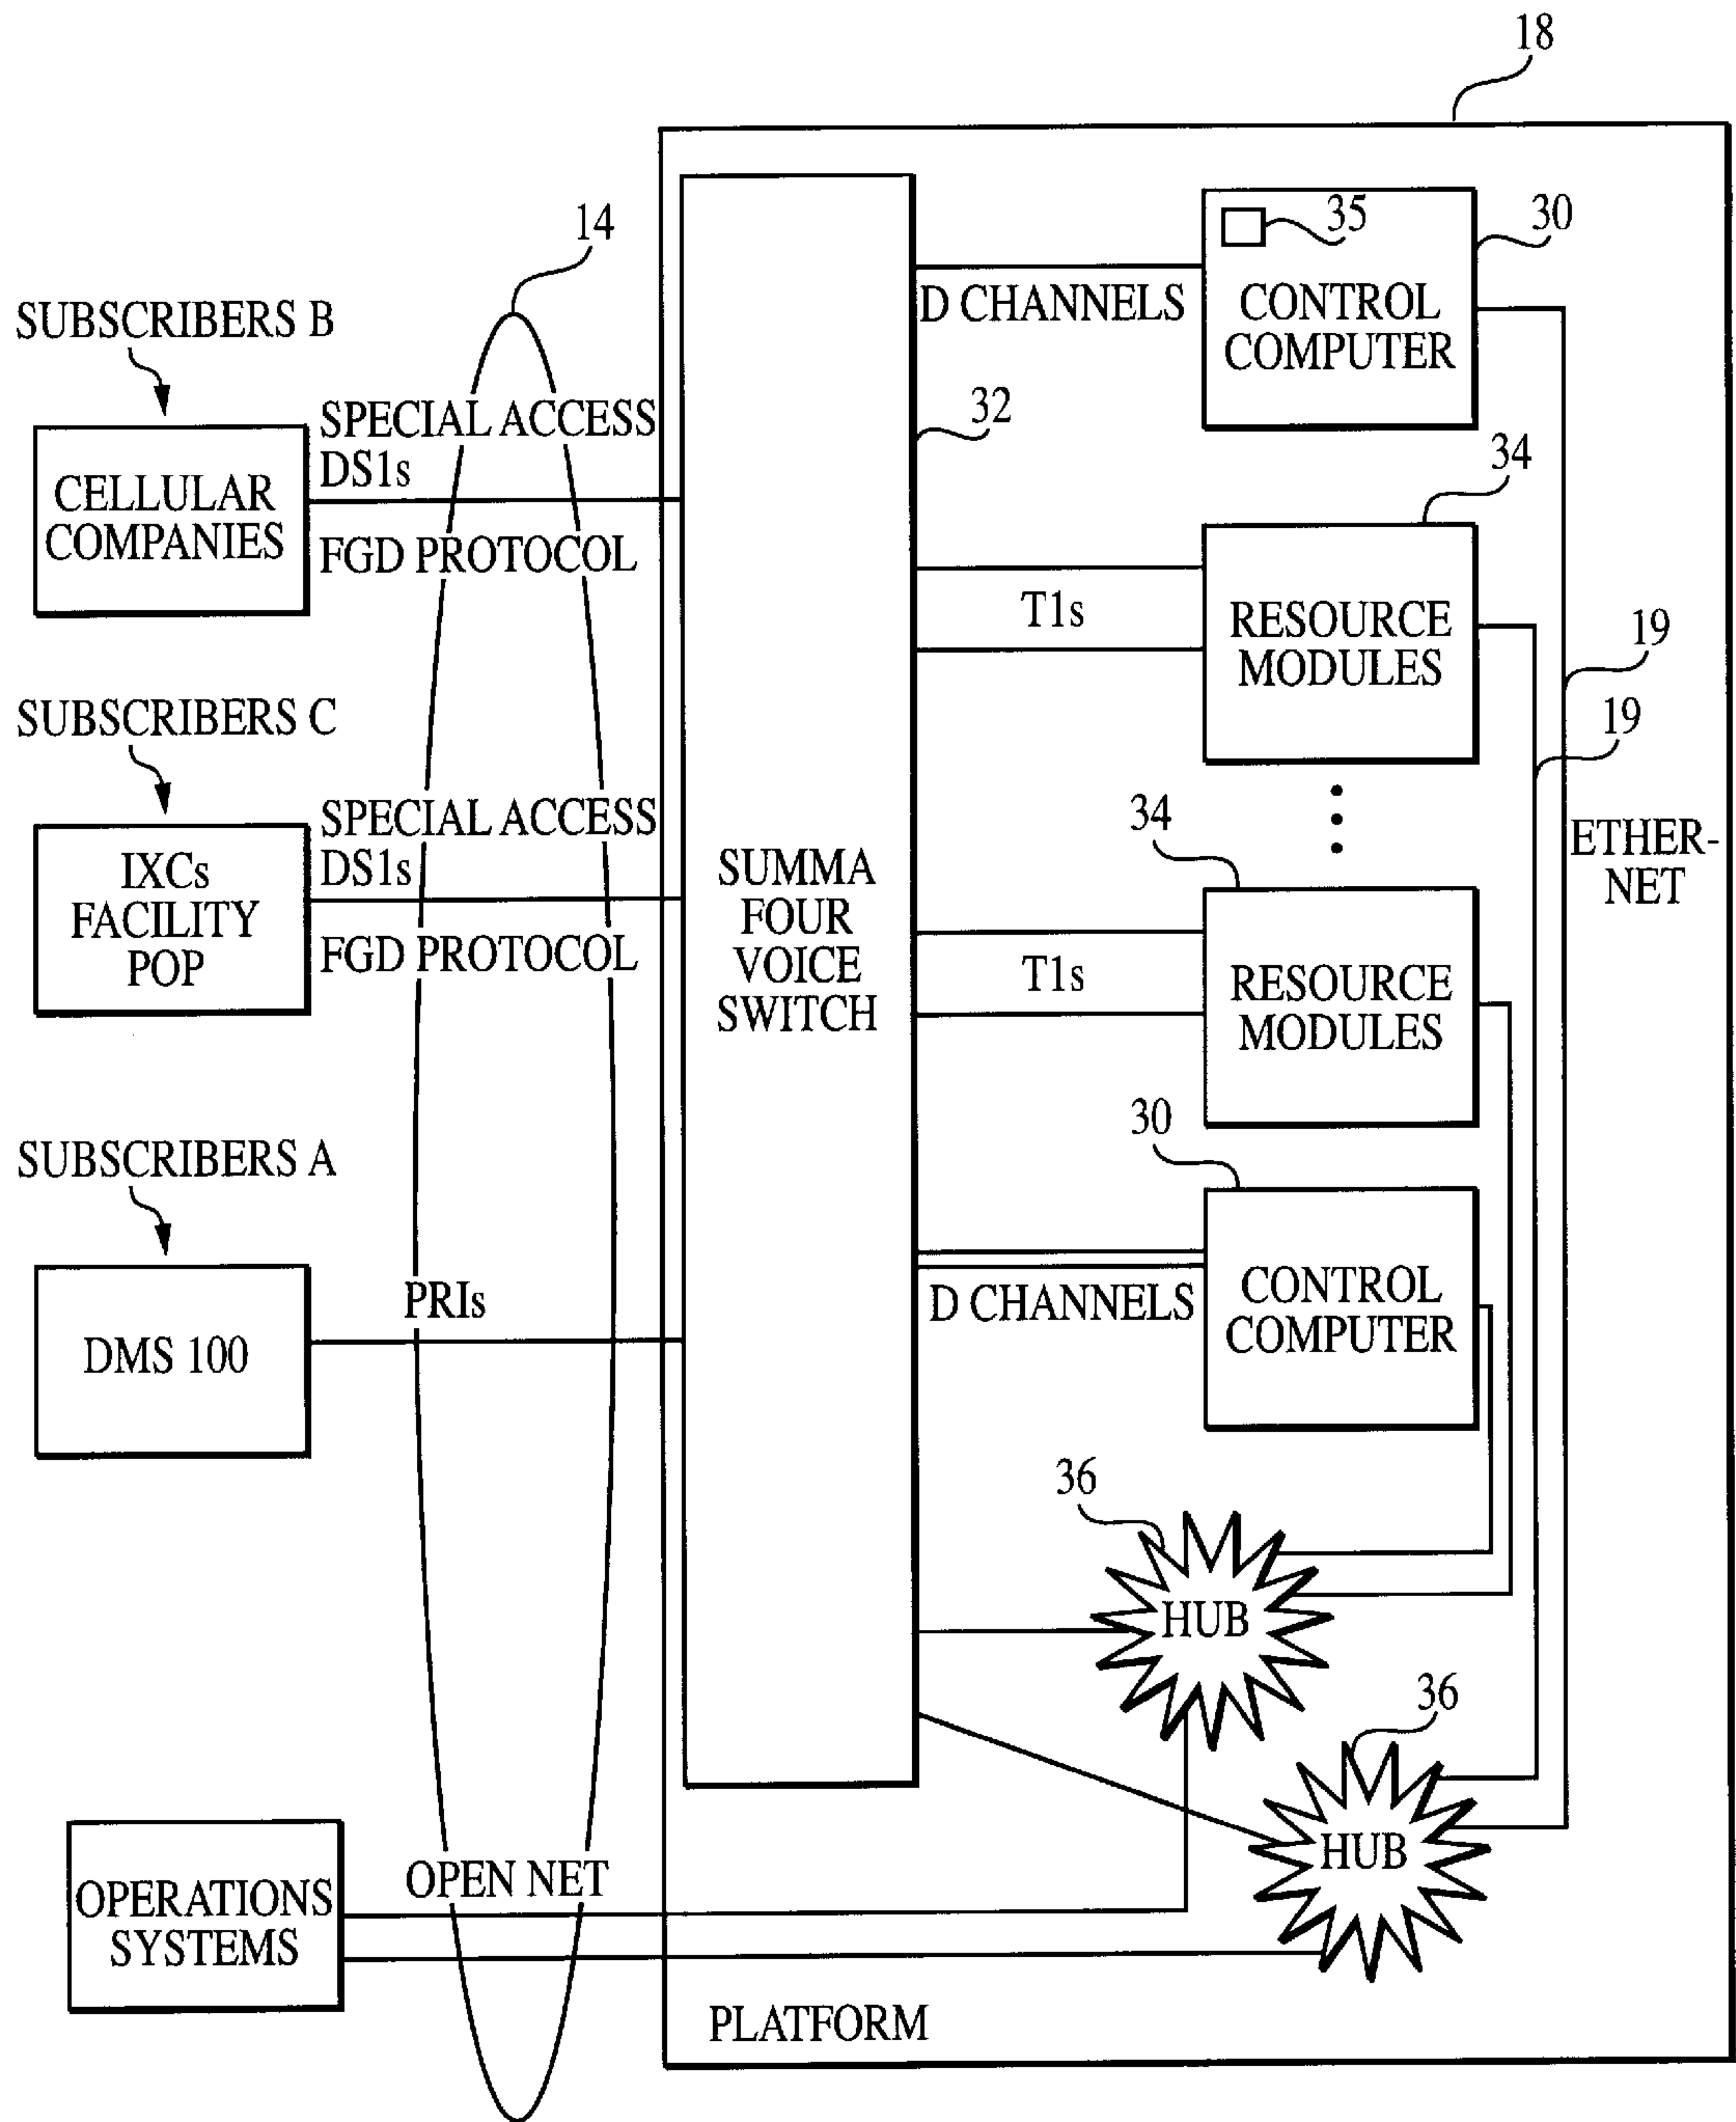 18
14
35
30
SUBSCRIBERS B
D CHANNELS
CONTROL
COMPUTER
SPECIAL ACCESS
DS1s
32
34
CELLULAR
COMPANIES
FGD PROTOCOL
T1s
RESOURCE
MODULES
19
SUBSCRIBERS C
19
SPECIAL ACCESS
DS1s
34
ETHER-
NET
IXCs
FACILITY
POP
FGD PROTOCOL
SUMMA
FOUR
VOICE
SWITCH
T1s
RESOURCE
MODULES
30
SUBSCRIBERS A
PRIs
D CHANNELS
CONTROL
COMPUTER
DMS 100
36
HUB
36
HUB
OPEN NET
OPERATIONS
SYSTEMS
PLATFORM